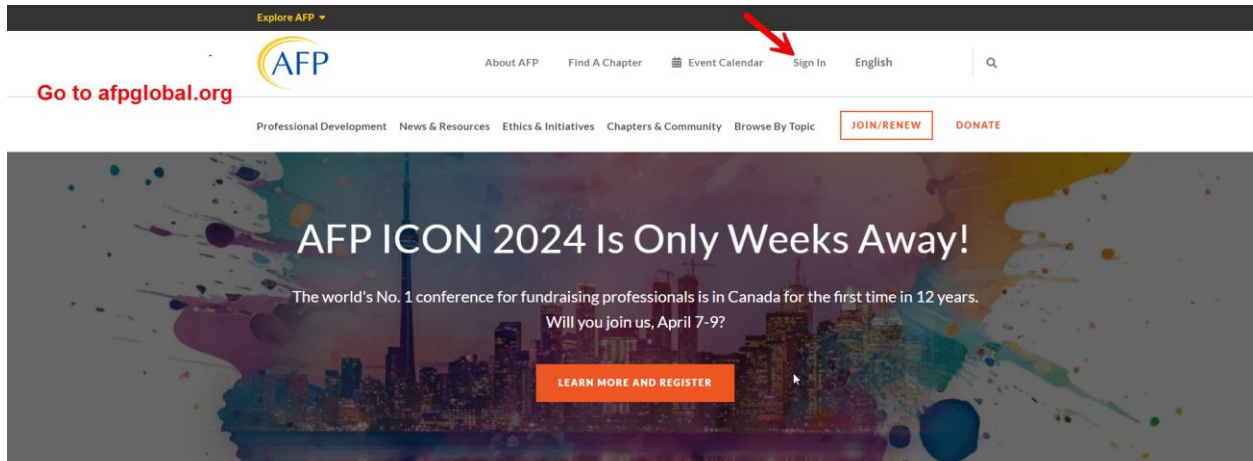 Explore AFP
AFP
About AFP Find A Chapter Event Calendar Sign In English
Go to afpglobal.org
Professional Development News & Resources Ethics & Initiatives Chapters & Community Browse By Topic JOIN/RENEW DONATE
AFP ICON 2024 Is Only Weeks Away!
The world's No. 1 conference for fundraising professionals is in Canada for the first time in 12 years.
Will you join us, April 7-9?
LEARN MORE AND REGISTER